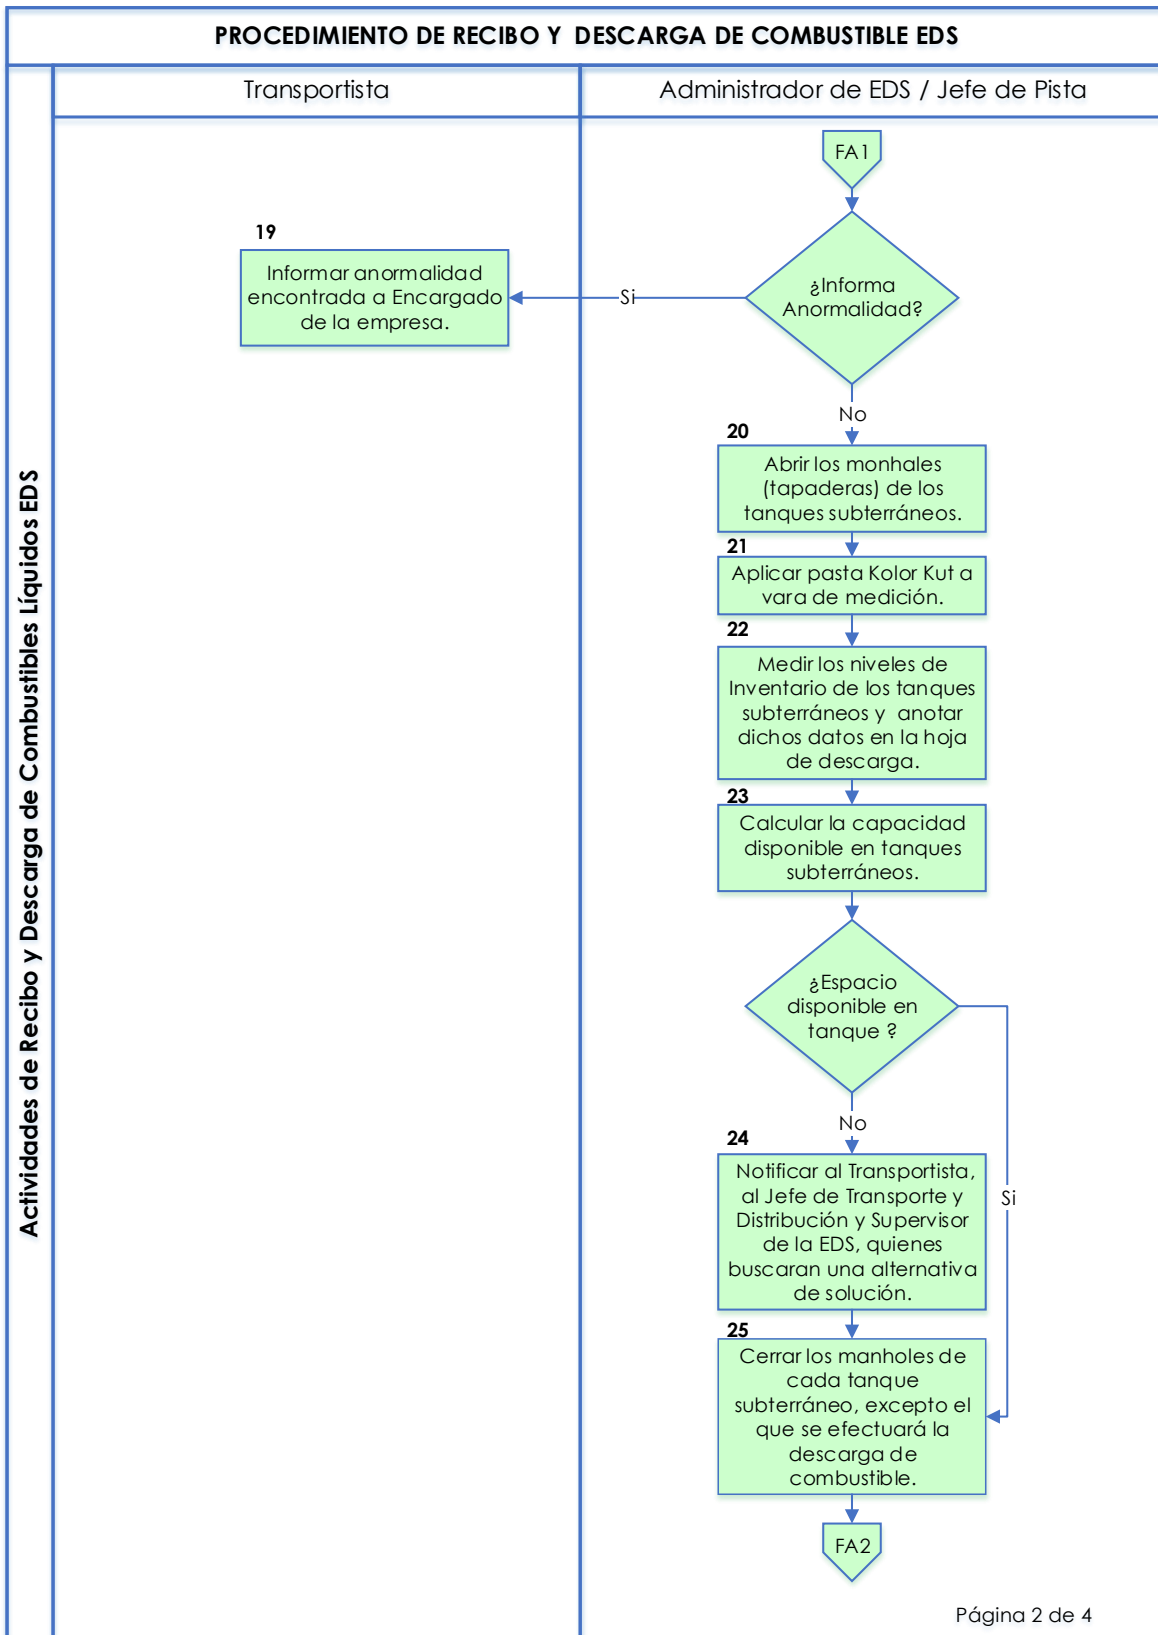 PROCEDIMIENTO DE RECIBO Y DESCARGA DE COMBUSTIBLE EDS
Actividades de Recibo y Descarga de Combustibles Líquidos EDS
Transportista
Administrador de EDS / Jefe de Pista
FA1
¿Informa
Anormalidad?
Si
19
Informar anormalidad
encontrada a Encargado
de la empresa.
No
20
Abrir los monhales
(tapaderas) de los
tanques subterráneos.
21
Aplicar pasta Kolor Kut a
vara de medición.
22
Medir los niveles de
Inventario de los tanques
subterráneos y anotar
dichos datos en la hoja
de descarga.
23
Calcular la capacidad
disponible en tanques
subterráneos.
¿Espacio
disponible en
tanque ?
No
Si
24
Notificar al Transportista,
al Jefe de Transporte y
Distribución y Supervisor
de la EDS, quienes
buscaran una alternativa
de solución.
25
Cerrar los manholes de
cada tanque
subterráneo, excepto el
que se efectuará la
descarga de
combustible.
FA2
Página 2 de 4